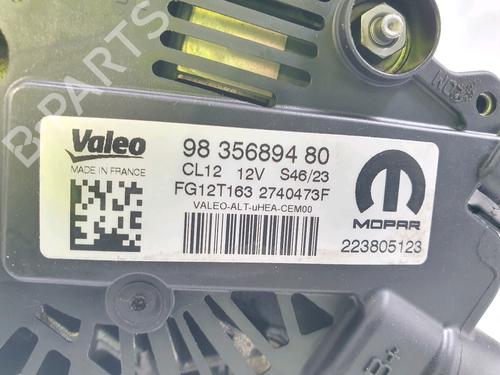 Valeo
MADE IN FRANCE
98 356894 80
CL12 12V S46/23
FG12T163 2740473F
VALEO-ALT-uHEA-CEM00
MOPAR
223805123
B+
B-PARTS